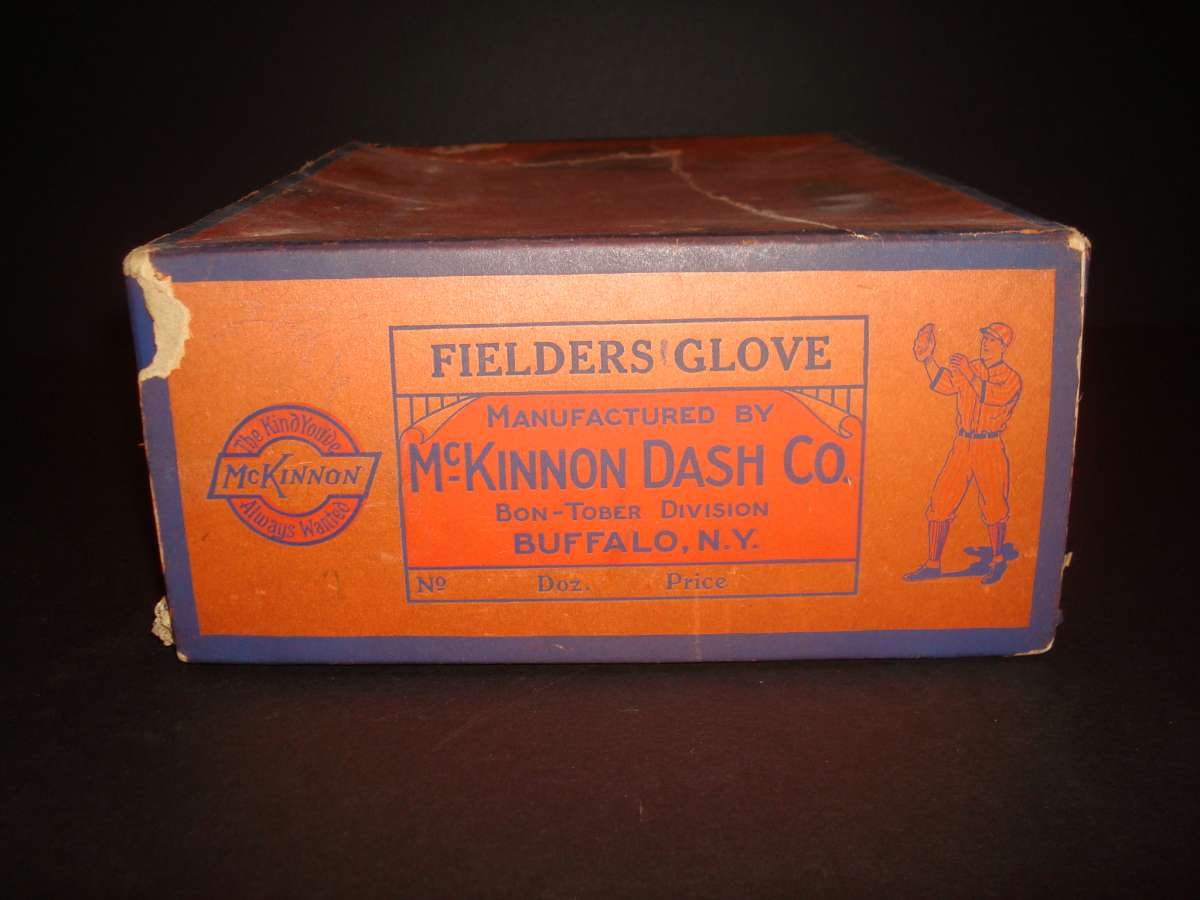 FIELDERS' GLOVE
MANUFACTURED BY
McKINNON DASH CO.
BON-TOBER DIVISION
BUFFALO, N.Y.
No Doz. Price
The Kind You've
McKINNON
Always Wanted